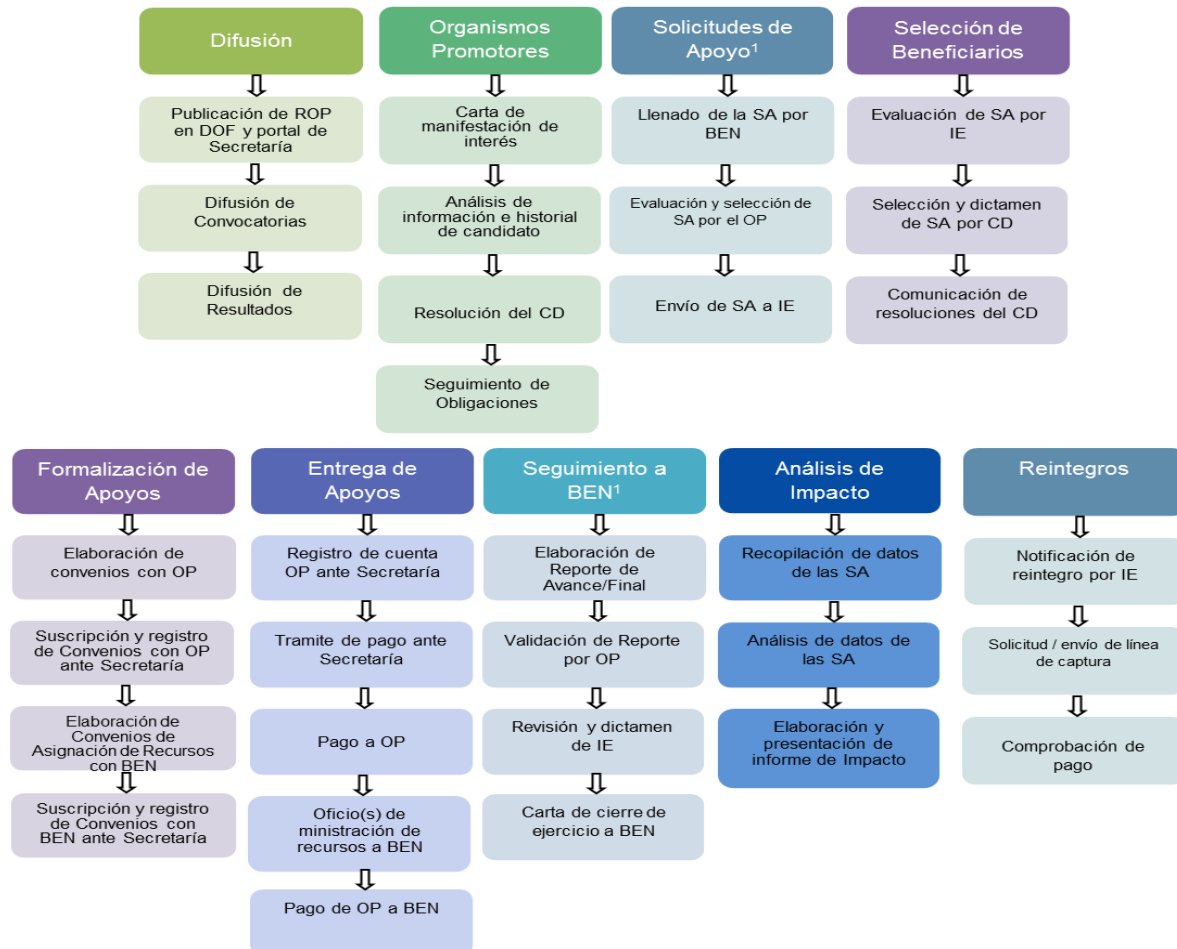 Difusión
Publicación de ROP
en DOF y portal de
Secretaría
Difusión de
Convocatorias
Difusión de
Resultados
Organismos
Promotores
Carta de
manifestación de
interés
Análisis de
información e historial
de candidato
Resolución del CD
Seguimiento de
Obligaciones
Solicitudes de
Apoyo¹
Llenado de la SA por
BEN
Evaluación y selección
de SA por el OP
Envío de SA a IE
Selección de
Beneficiarios
Evaluación de SA por
IE
Selección y dictamen
de SA por CD
Comunicación de
resoluciones del CD
Formalización de
Apoyos
Elaboración de
convenios con OP
Suscripción y registro
de Convenios con OP
ante Secretaría
Elaboración de
Convenios de
Asignación de Recursos
con BEN
Suscripción y registro
de Convenios con
BEN ante Secretaría
Entrega de
Apoyos
Registro de cuenta
OP ante Secretaría
Tramite de pago ante
Secretaría
Pago a OP
Oficio(s) de
ministración de
recursos a BEN
Pago de OP a BEN
Seguimiento a
BEN¹
Elaboración de
Reporte de
Avance/Final
Validación de Reporte
por OP
Revisión y dictamen
de IE
Carta de cierre de
ejercicio a BEN
Análisis de
Impacto
Recopilación de datos
de las SA
Análisis de datos de
las SA
Elaboración y
presentación de
informe de Impacto
Reintegros
Notificación de
reintegro por IE
Solicitud / envío de línea
de captura
Comprobación de
pago